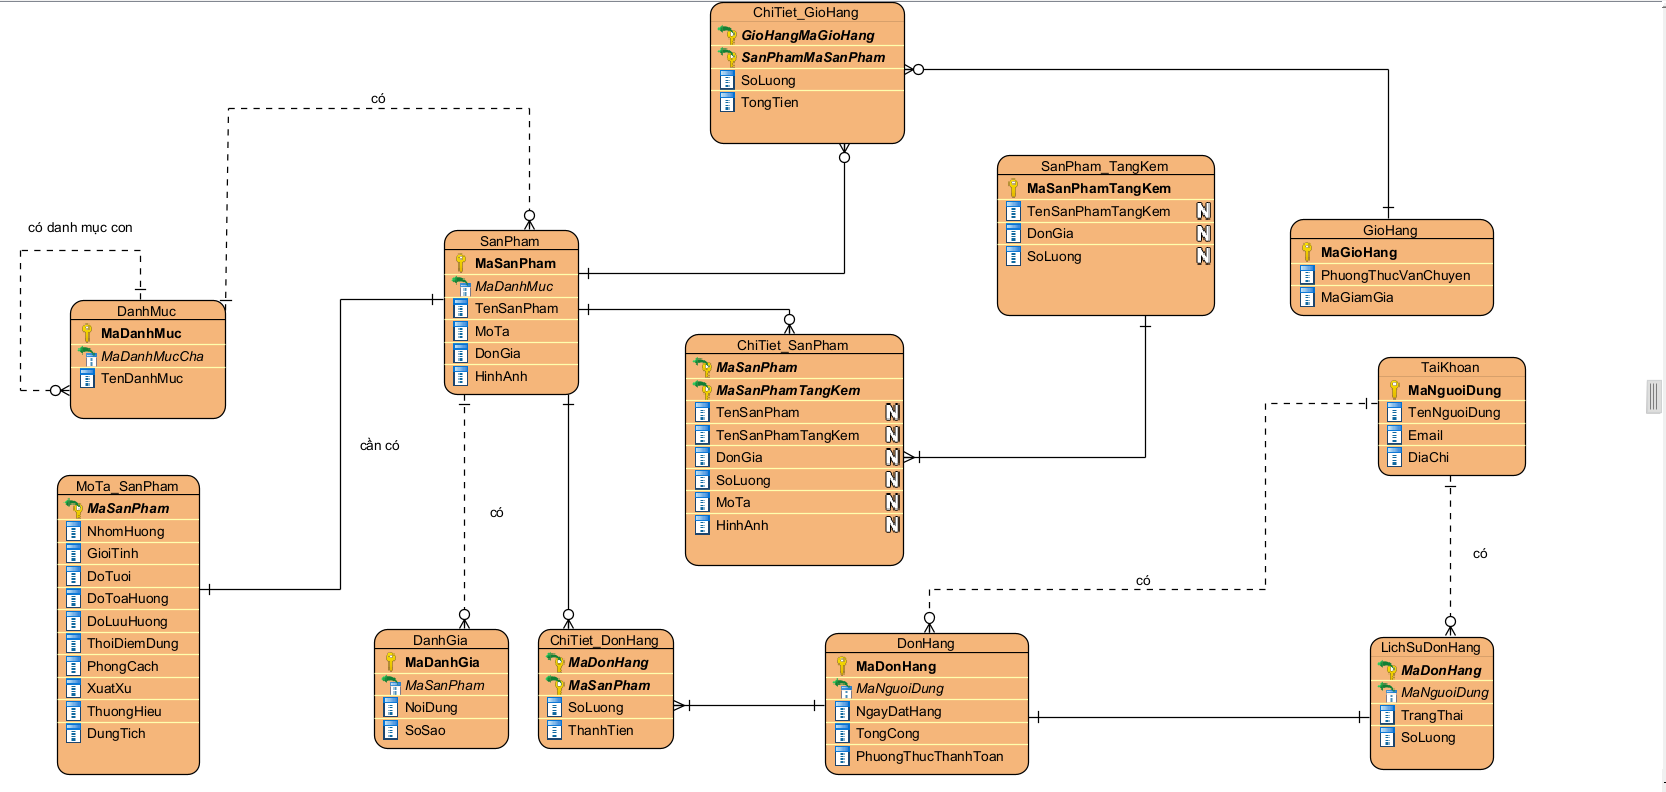 ChiTiet_GioHang
GioHangMaGioHang
SanPhamMaSanPham
SoLuong
TongTien
có
SanPham_TangKem
MaSanPhamTangKem
TenSanPhamTangKem N
DonGia N
SoLuong N
GioHang
MaGioHang
PhuongThucVanChuyen
MaGiamGia
có danh mục con
SanPham
MaSanPham
MaDanhMuc
TenSanPham
MoTa
DonGia
HinhAnh
DanhMuc
MaDanhMuc
MaDanhMucCha
TenDanhMuc
ChiTiet_SanPham
MaSanPham
MaSanPhamTangKem
TenSanPham N
TenSanPhamTangKem N
DonGia N
SoLuong N
MoTa N
HinhAnh N
TaiKhoan
MaNguoiDung
TenNguoiDung
Email
DiaChi
cần có
MoTa_SanPham
MaSanPham
NhomHuong
GioiTinh
DoTuoi
DoToaHuong
DoLuuHuong
ThoiDiemDung
PhongCach
XuatXu
ThuongHieu
DungTich
có
có
có
DanhGia
MaDanhGia
MaSanPham
NoiDung
SoSao
ChiTiet_DonHang
MaDonHang
MaSanPham
SoLuong
ThanhTien
DonHang
MaDonHang
MaNguoiDung
NgayDatHang
TongCong
PhuongThucThanhToan
LichSuDonHang
MaDonHang
MaNguoiDung
TrangThai
SoLuong